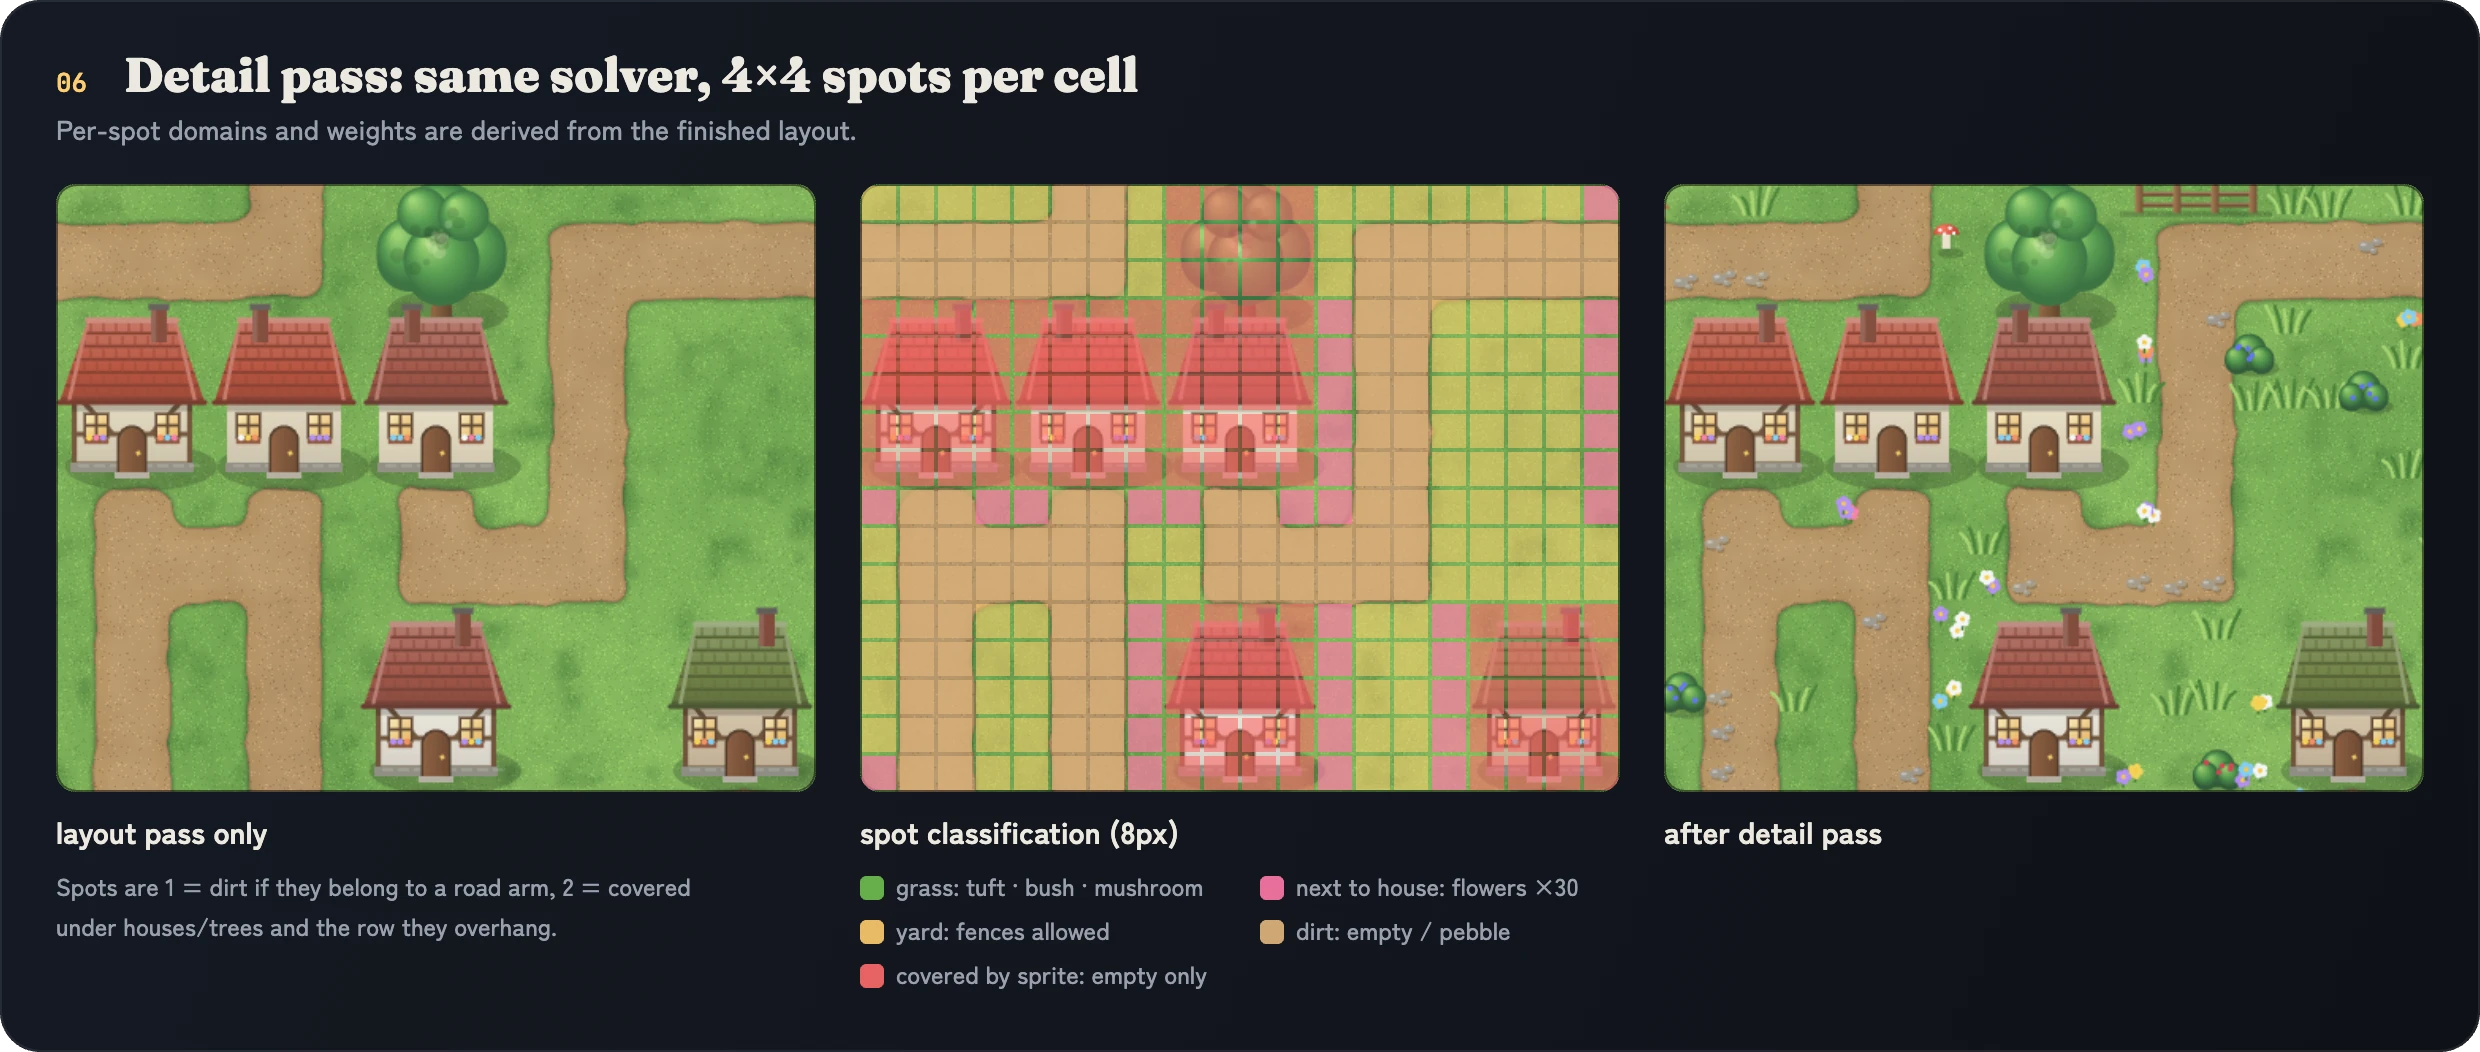 06 Detail pass: same solver, 4×4 spots per cell
Per-spot domains and weights are derived from the finished layout.
layout pass only
Spots are 1 = dirt if they belong to a road arm, 2 = covered
under houses/trees and the row they overhang.
spot classification (8px)
grass: tuft · bush · mushroom
next to house: flowers ×30
yard: fences allowed
dirt: empty / pebble
covered by sprite: empty only
after detail pass